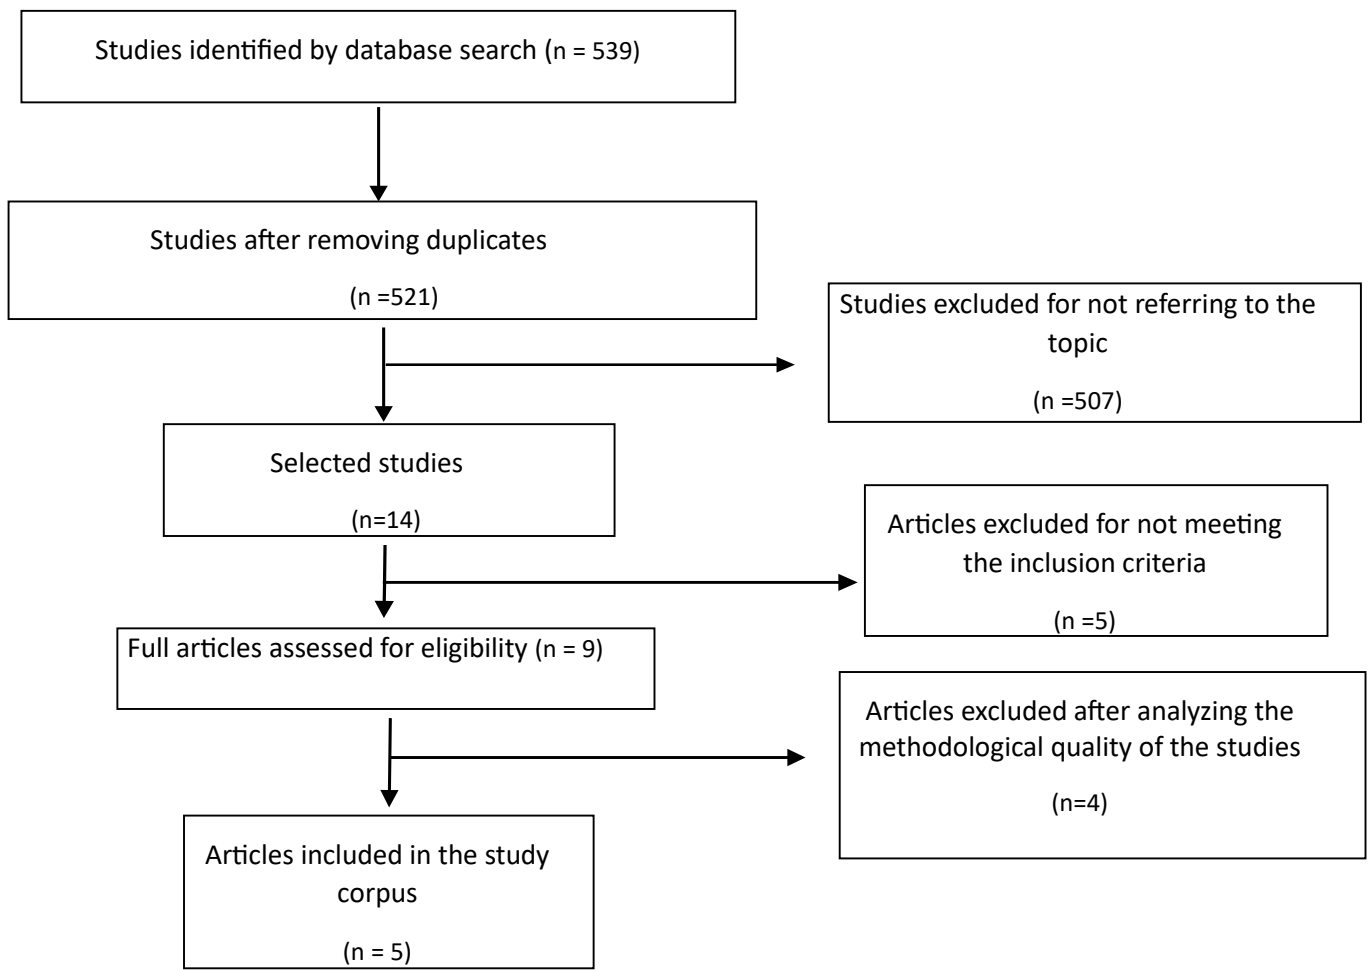 Studies identified by database search (n = 539)
Studies after removing duplicates
(n =521)
Studies excluded for not referring to the
topic
(n =507)
Selected studies
(n=14)
Articles excluded for not meeting
the inclusion criteria
(n =5)
Full articles assessed for eligibility (n = 9)
Articles excluded after analyzing the
methodological quality of the studies
(n=4)
Articles included in the study
corpus
(n = 5)